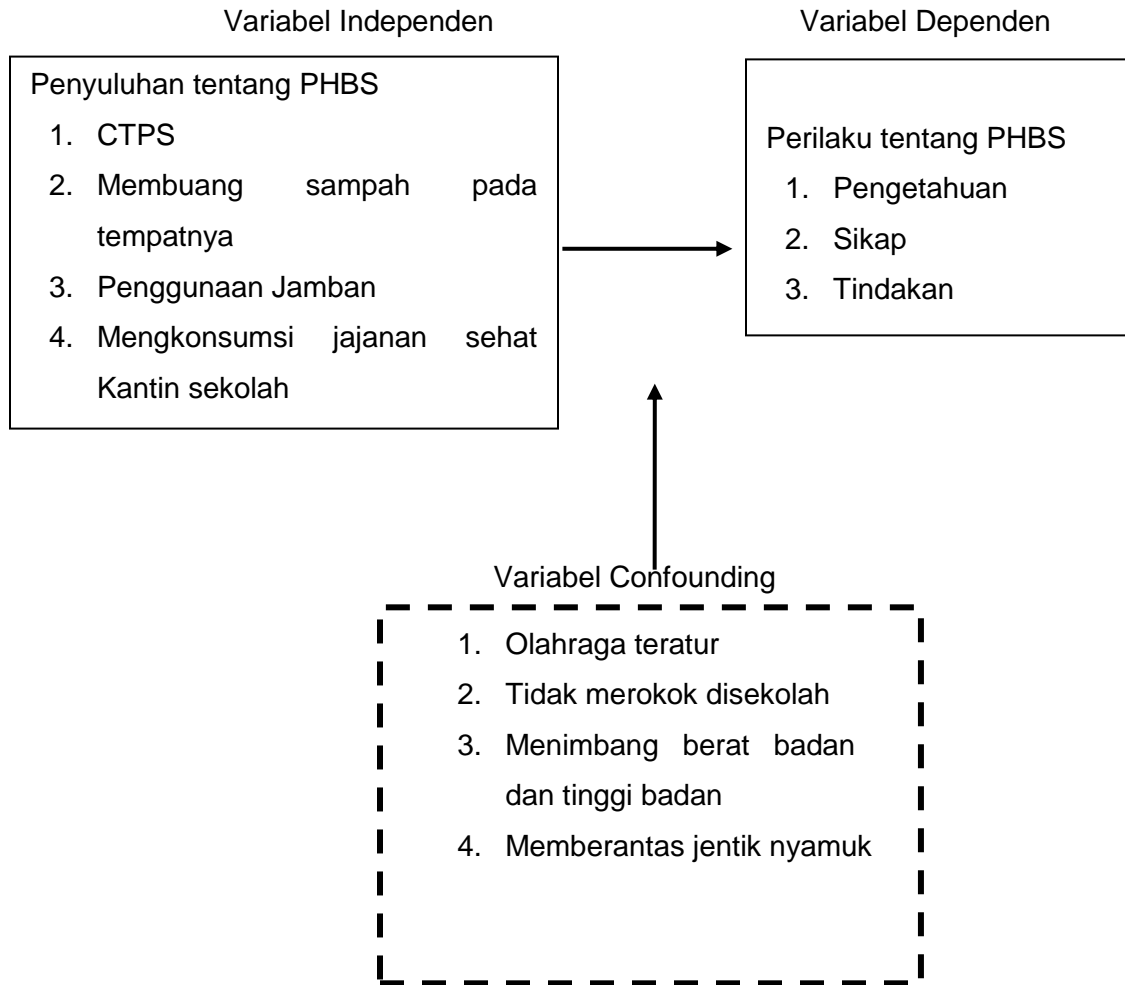 Variabel Independen
Variabel Dependen
Penyuluhan tentang PHBS
1. CTPS
2. Membuang sampah pada
tempatnya
3. Penggunaan Jamban
4. Mengkonsumsi jajanan sehat
Kantin sekolah
Perilaku tentang PHBS
1. Pengetahuan
2. Sikap
3. Tindakan
Variabel Confounding
1. Olahraga teratur
2. Tidak merokok disekolah
3. Menimbang berat badan
dan tinggi badan
4. Memberantas jentik nyamuk